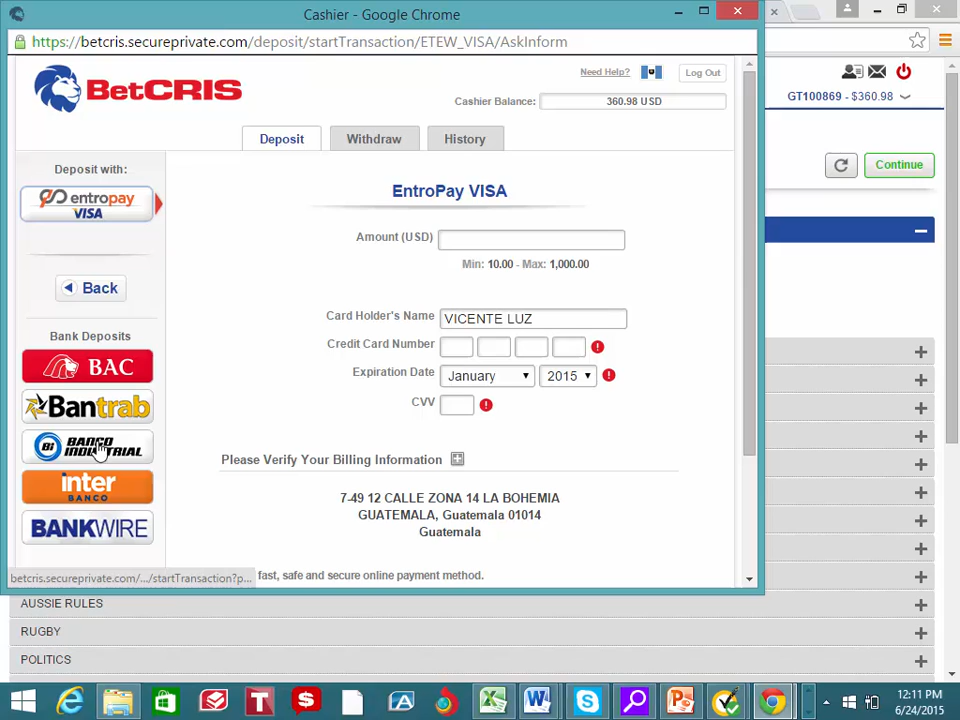 Cashier - Google Chrome
https://betcris.secureprivate.com/deposit/startTransaction/ETEW_VISA/AskInform
BetCRIS
Need Help?
Log Out
Cashier Balance: 360.98 USD
GT100869 - $360.98
Deposit
Withdraw
History
Continue
Deposit with:
entropay
VISA
EntroPay VISA
Amount (USD)
Min: 10.00 - Max: 1,000.00
Back
Card Holder's Name VICENTE LUZ
Bank Deposits
Credit Card Number
BAC
Expiration Date January 2015
Bantrab
CVV
Bi BANCO INDUSTRIAL
Please Verify Your Billing Information
inter
BANCO
7-49 12 CALLE ZONA 14 LA BOHEMIA
GUATEMALA, Guatemala 01014
BANKWIRE
Guatemala
betcris.secureprivate.com/.../startTransaction?p...
fast, safe and secure online payment method.
AUSSIE RULES
RUGBY
POLITICS
12:11 PM
6/24/2015